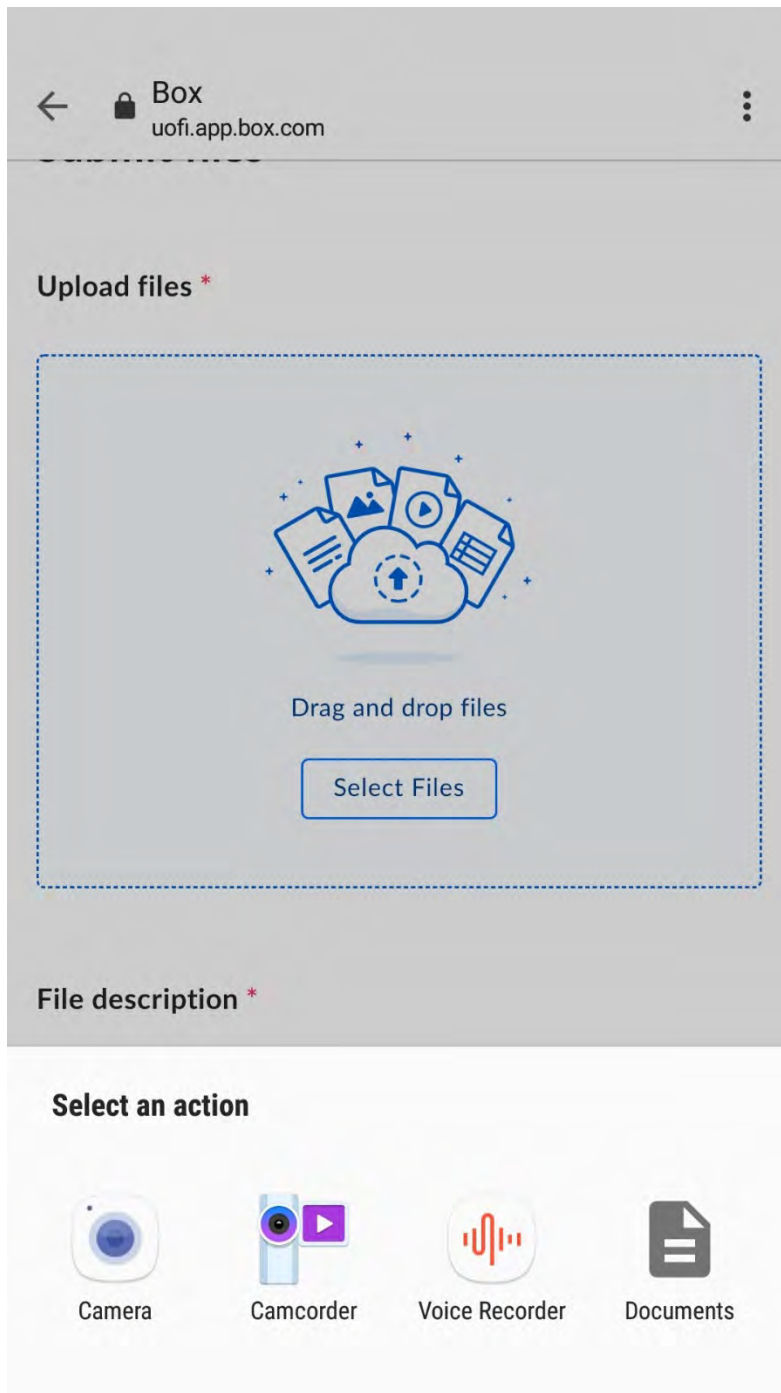 Box
uofi.app.box.com
Upload files *
Drag and drop files
Select Files
File description *
Select an action
Camera
Camcorder
Voice Recorder
Documents